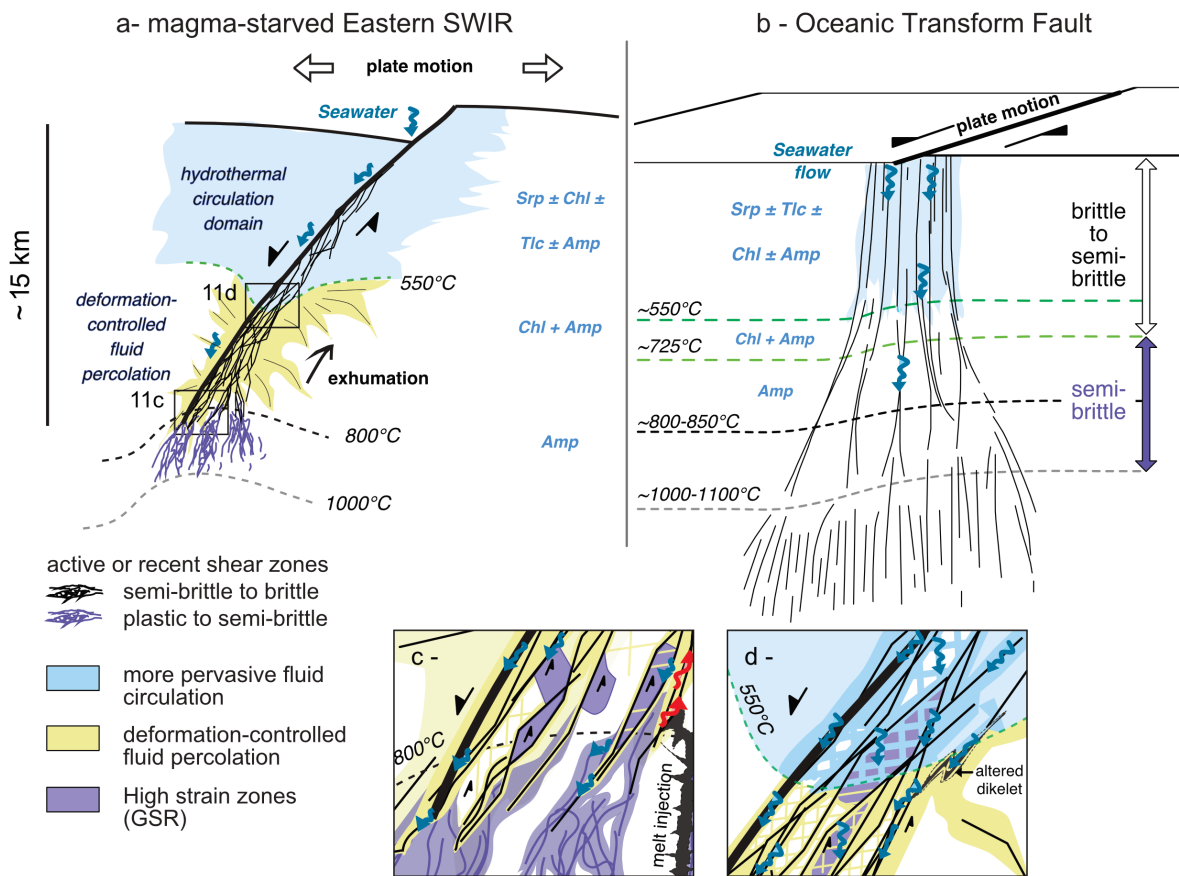 a- magma-starved Eastern SWIR
b - Oceanic Transform Fault
plate motion
Seawater
hydrothermal
circulation
domain
Srp ± Chl ±
Tlc ± Amp
11d
550°C
deformation-
controlled
fluid
percolation
Chl + Amp
exhumation
11c
800°C
Amp
1000°C
~15 km
plate motion
Seawater
flow
Srp ± Tlc ±
Chl ± Amp
brittle
to
semi-
brittle
~550°C
Chl + Amp
~725°C
Amp
semi-
brittle
~800-850°C
~1000-1100°C
active or recent shear zones
semi-brittle to brittle
plastic to semi-brittle
more pervasive fluid
circulation
deformation-controlled
fluid percolation
High strain zones
(GSR)
c -
800°C
melt injection
d -
550°C
altered
dikelet